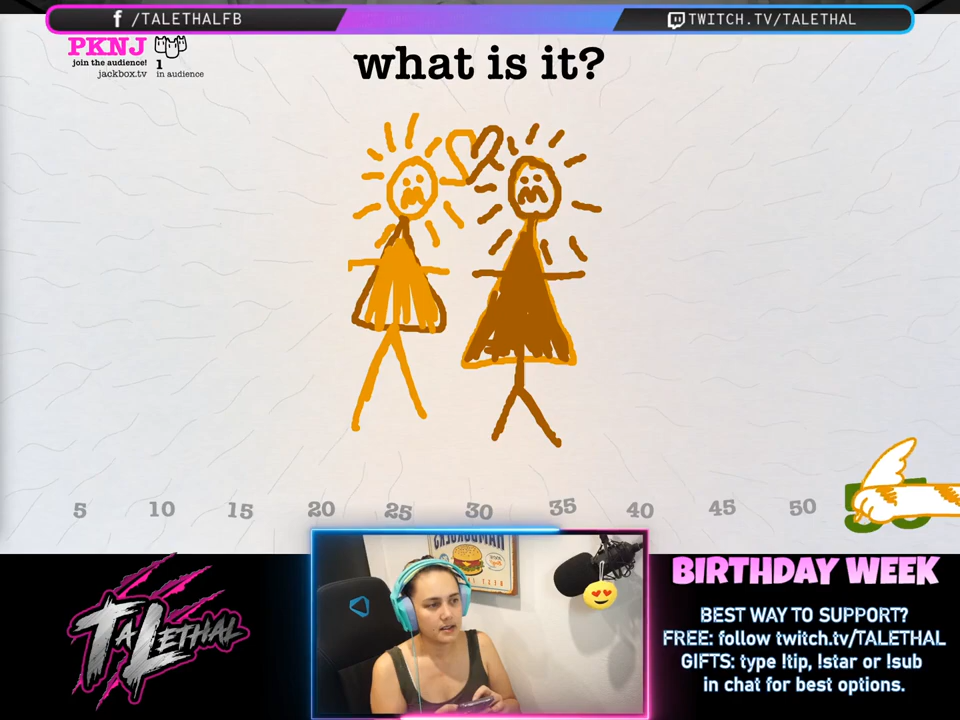 /TALETHALFB
TWITCH.TV/TALETHAL
PKNJ
join the audience!
jackbox.tv
1
in audience
what is it?
5 10 15 20 25 30 35 40 45 50
HAMBURGERS
TALETHAL
BIRTHDAY WEEK
BEST WAY TO SUPPORT?
FREE: follow twitch.tv/TALETHAL
GIFTS: type !tip, !star or !sub
in chat for best options.